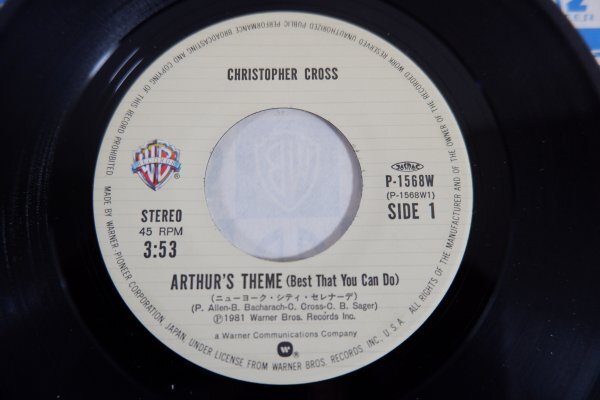 CHRISTOPHER CROSS
WB
P-1568W
(P-1568W1)
SIDE 1
STEREO
45 RPM
3:53
ARTHUR'S THEME (Best That You Can Do)
(ニューヨーク・シティ・セレナーデ)
(P. Allen-B. Bacharach-C. Cross-C. B. Sager)
℗1981 Warner Bros. Records Inc.
a Warner Communications Company
ALL RIGHTS OF THE MANUFACTURER AND OF THE OWNER OF THE RECORDED WORK RESERVED UNAUTHORIZED PUBLIC PERFORMANCE BROADCASTING AND COPYING OF THIS RECORD PROHIBITED
MADE BY WARNER-PIONEER CORPORATION, JAPAN, UNDER LICENSE FROM WARNER BROS. RECORDS INC., U.S.A.